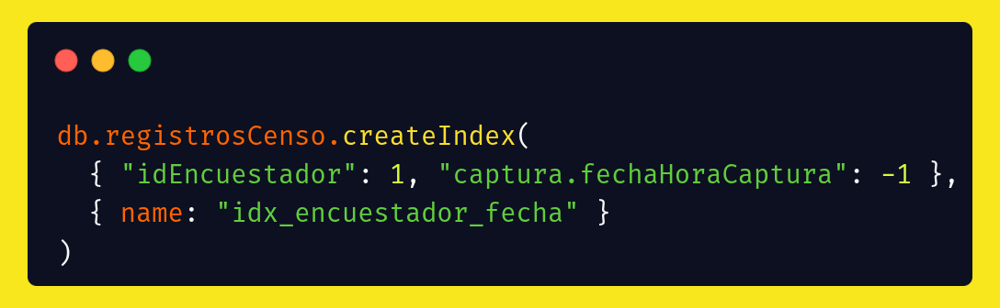 db.registrosCenso.createIndex(
  { "idEncuestador": 1, "captura.fechaHoraCaptura": -1 },
  { name: "idx_encuestador_fecha" }
)